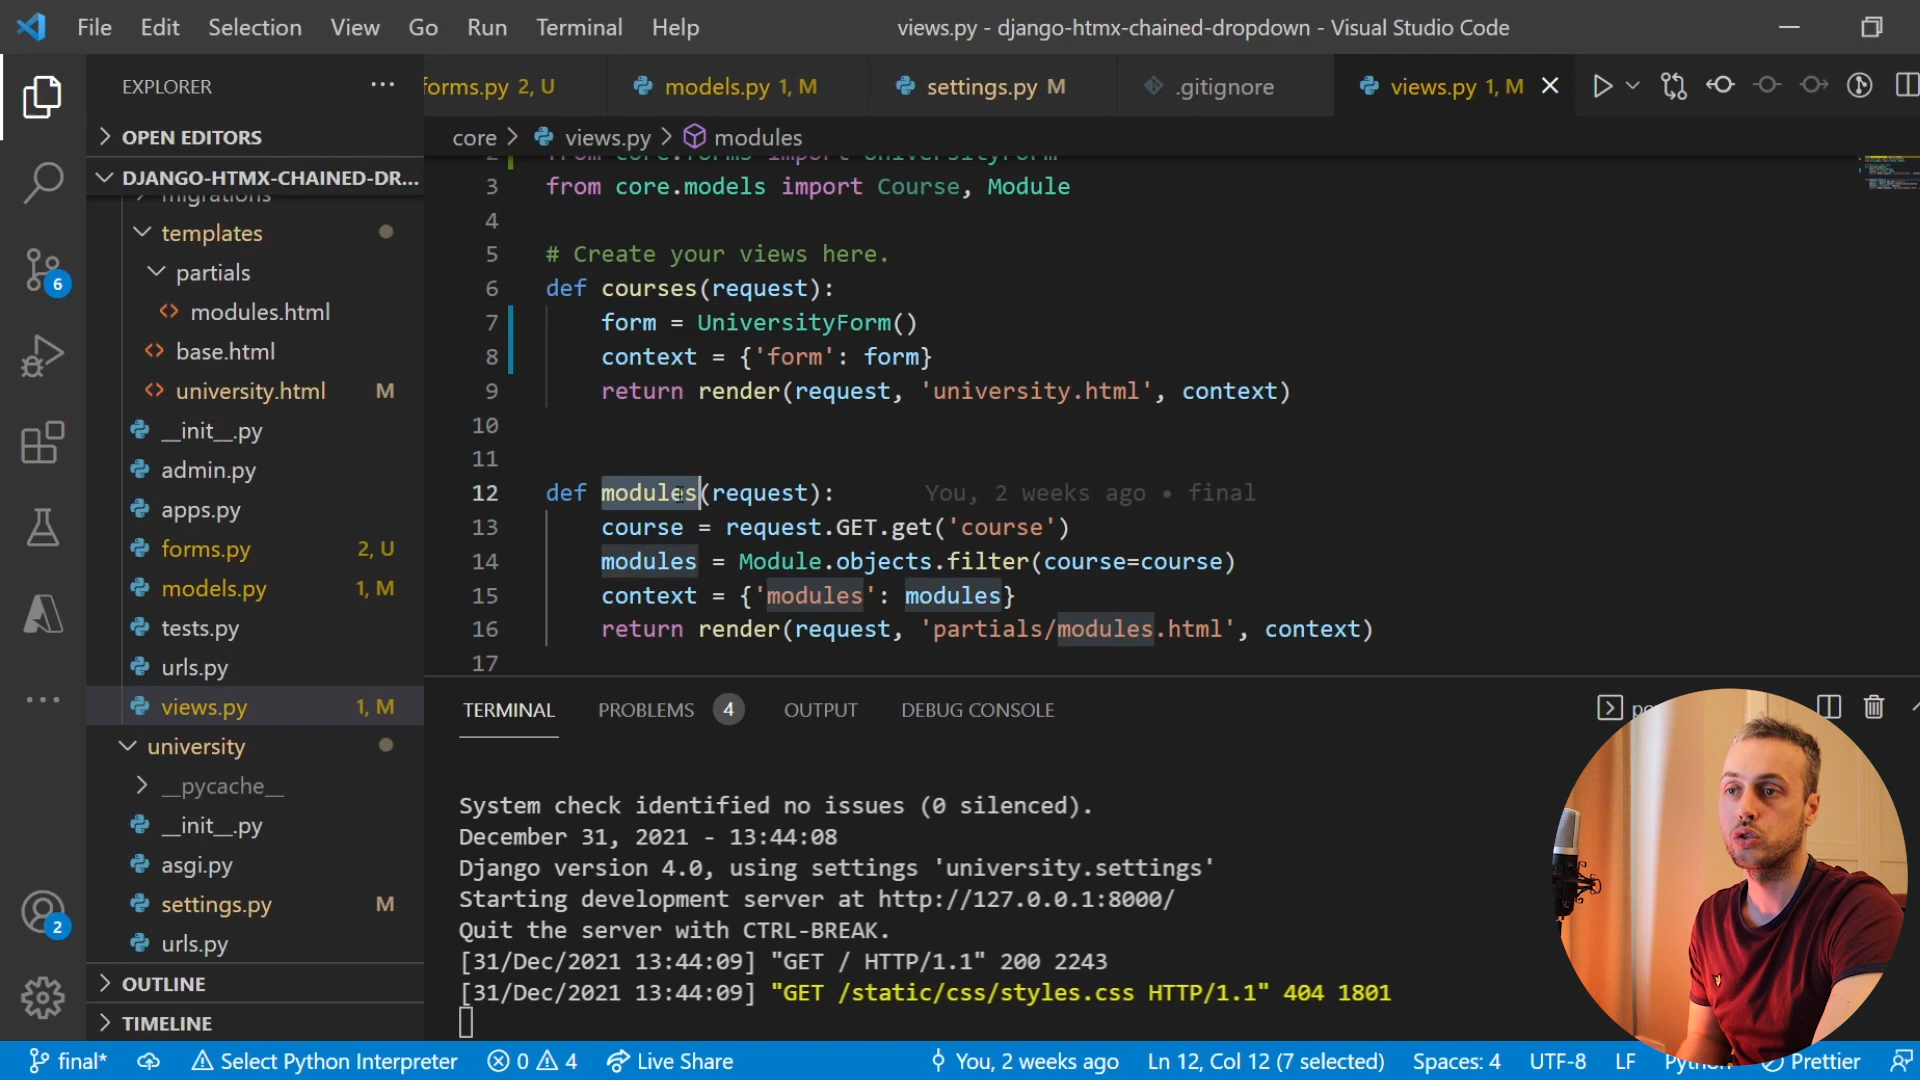 File Edit Selection View Go Run Terminal Help
views.py - django-htmx-chained-dropdown - Visual Studio Code
EXPLORER
forms.py 2, U
models.py 1, M
settings.py M
.gitignore
views.py 1, M
OPEN EDITORS
core > views.py > modules
DJANGO-HTMX-CHAINED-DR...
migrations
templates
partials
modules.html
base.html
university.html M
__init__.py
admin.py
apps.py
forms.py 2, U
models.py 1, M
tests.py
urls.py
views.py 1, M
university
__pycache__
__init__.py
asgi.py
settings.py M
urls.py
OUTLINE
TIMELINE
6
2
2 from core.forms import UniversityForm
3 from core.models import Course, Module
4
5 # Create your views here.
6 def courses(request):
7 form = UniversityForm()
8 context = {'form': form}
9 return render(request, 'university.html', context)
10
11
12 def modules(request): You, 2 weeks ago • final
13 course = request.GET.get('course')
14 modules = Module.objects.filter(course=course)
15 context = {'modules': modules}
16 return render(request, 'partials/modules.html', context)
17
TERMINAL PROBLEMS 4 OUTPUT DEBUG CONSOLE
System check identified no issues (0 silenced).
December 31, 2021 - 13:44:08
Django version 4.0, using settings 'university.settings'
Starting development server at http://127.0.0.1:8000/
Quit the server with CTRL-BREAK.
[31/Dec/2021 13:44:09] "GET / HTTP/1.1" 200 2243
[31/Dec/2021 13:44:09] "GET /static/css/styles.css HTTP/1.1" 404 1801
final* Select Python Interpreter 0 4 Live Share You, 2 weeks ago Ln 12, Col 12 (7 selected) Spaces: 4 UTF-8 LF Python Prettier